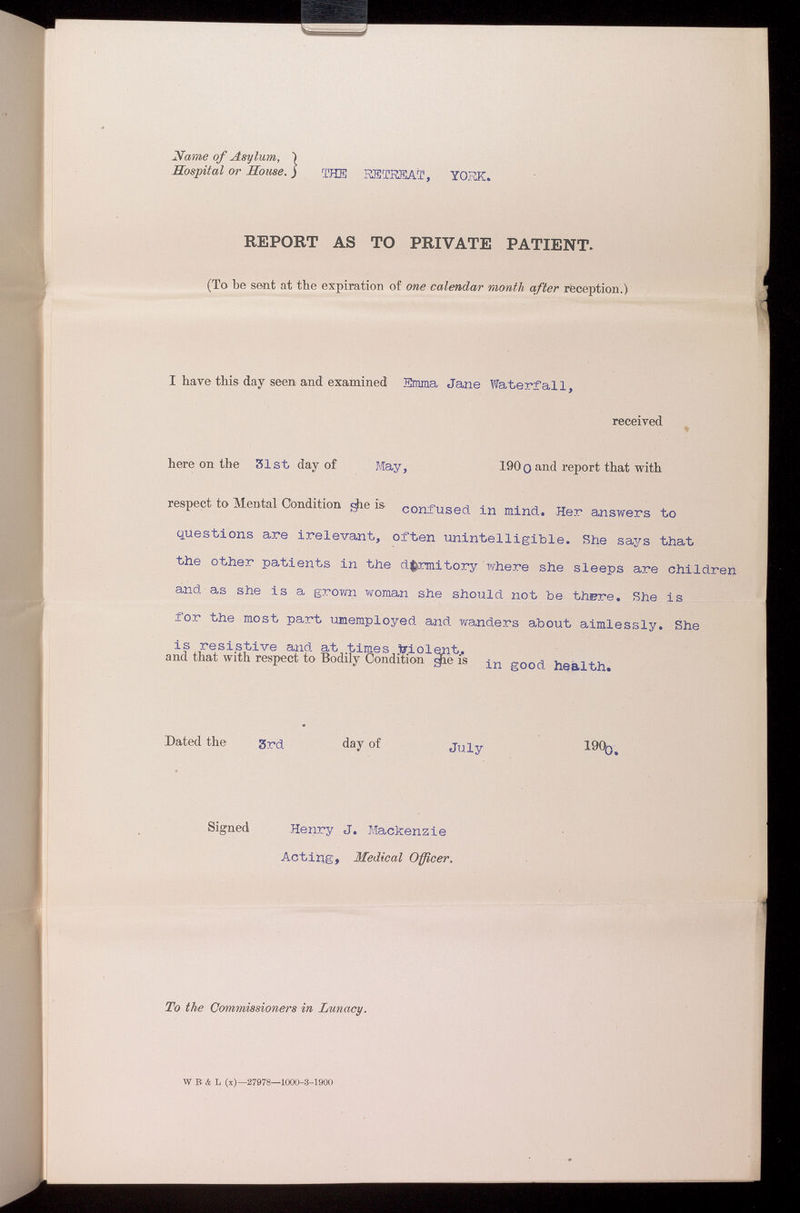 Name of Asylum, }
Hospital or House. } THE RETREAT, YORK.
REPORT AS TO PRIVATE PATIENT.
(To be sent at the expiration of one calendar month after reception.)
I have this day seen and examined Emma Jane Waterfall,
received
here on the 31st day of May, 1900 and report that with
respect to Mental Condition she is confused in mind. Her answers to
questions are irelevant, often unintelligible. She says that
the other patients in the dormitory where she sleeps are children
and as she is a grown woman she should not be there. She is
for the most part unemployed and wanders about aimlessly. She
is resistive and at times violent.
and that with respect to Bodily Condition she is in good health.
Dated the 3rd day of July 1900.
Signed Henry J. Mackenzie
Acting, Medical Officer.
To the Commissioners in Lunacy.
W B & L (x)—27978—1000-3-1900